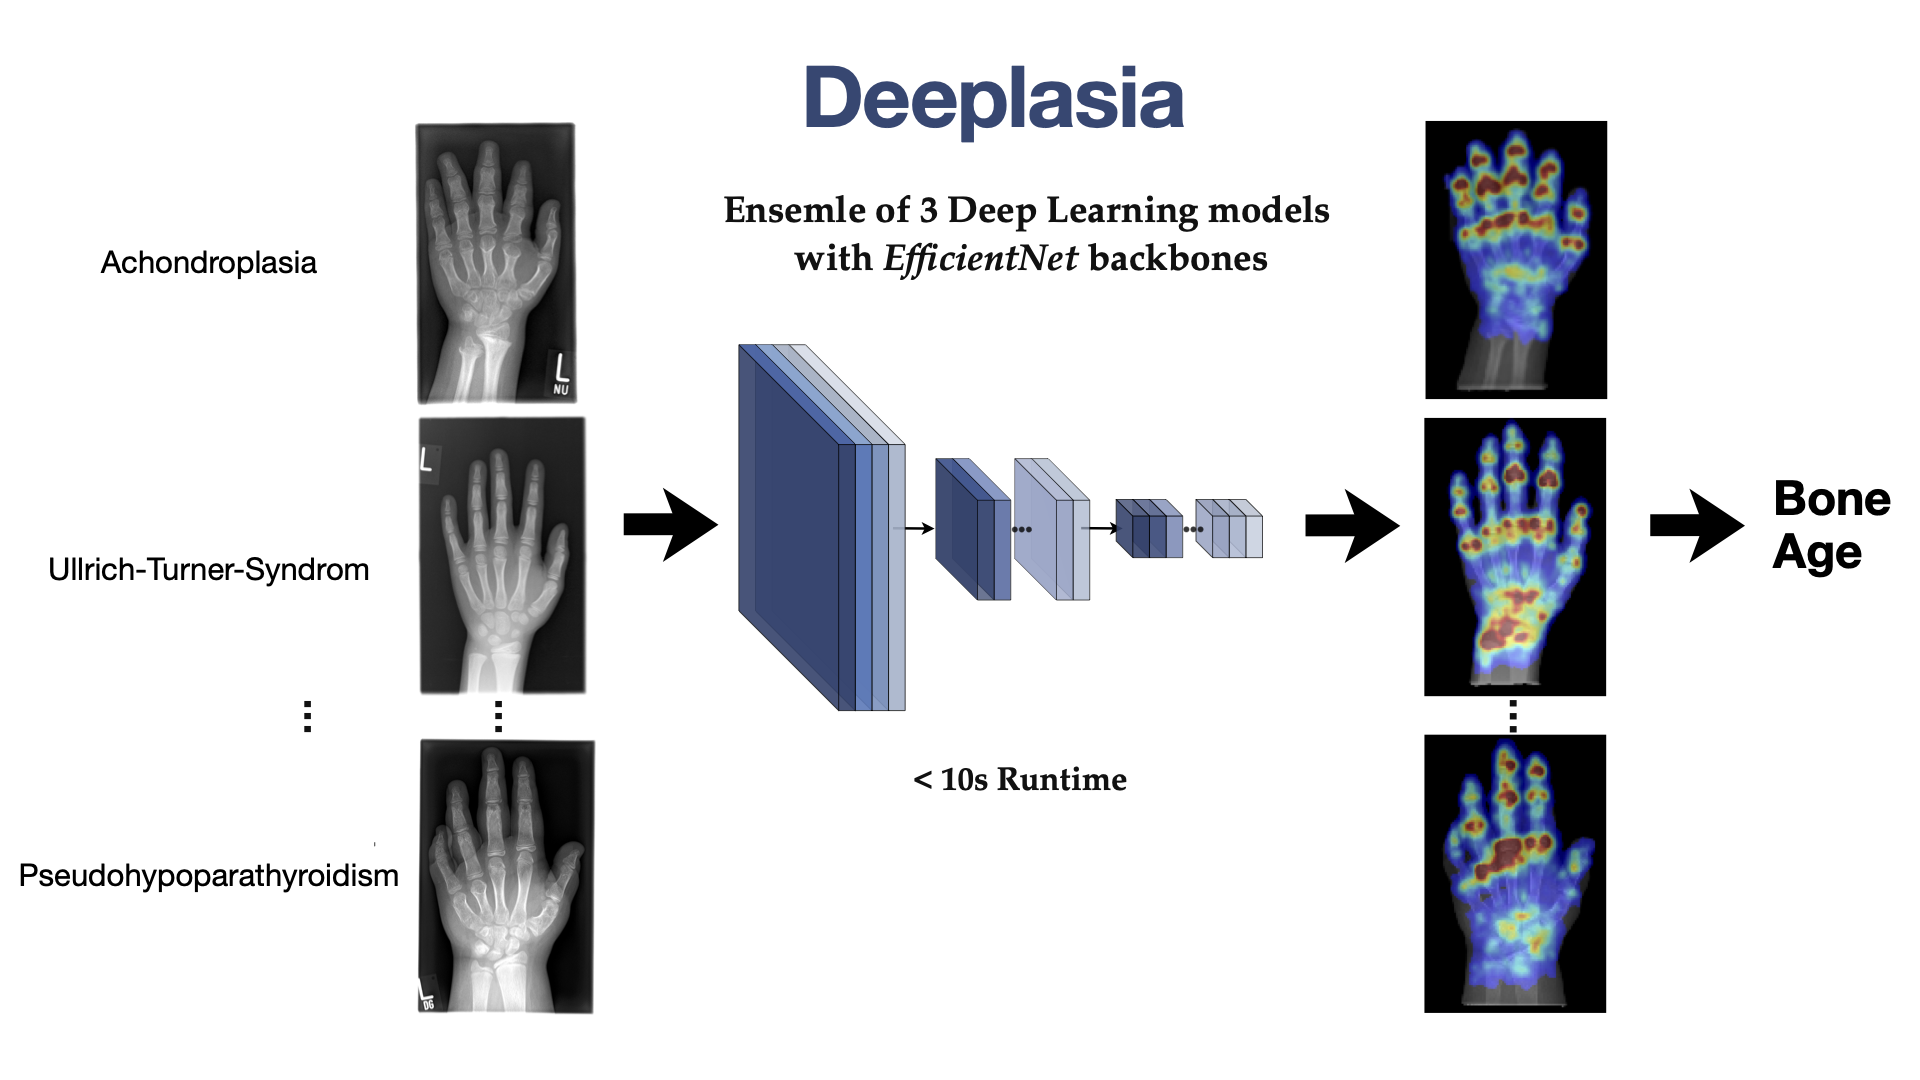 Deeplasia
Ensemle of 3 Deep Learning models
with EfficientNet backbones
Achondroplasia
L
NU
Ullrich-Turner-Syndrom
L
Bone
Age
< 10s Runtime
Pseudohypoparathyroidism
L
DG